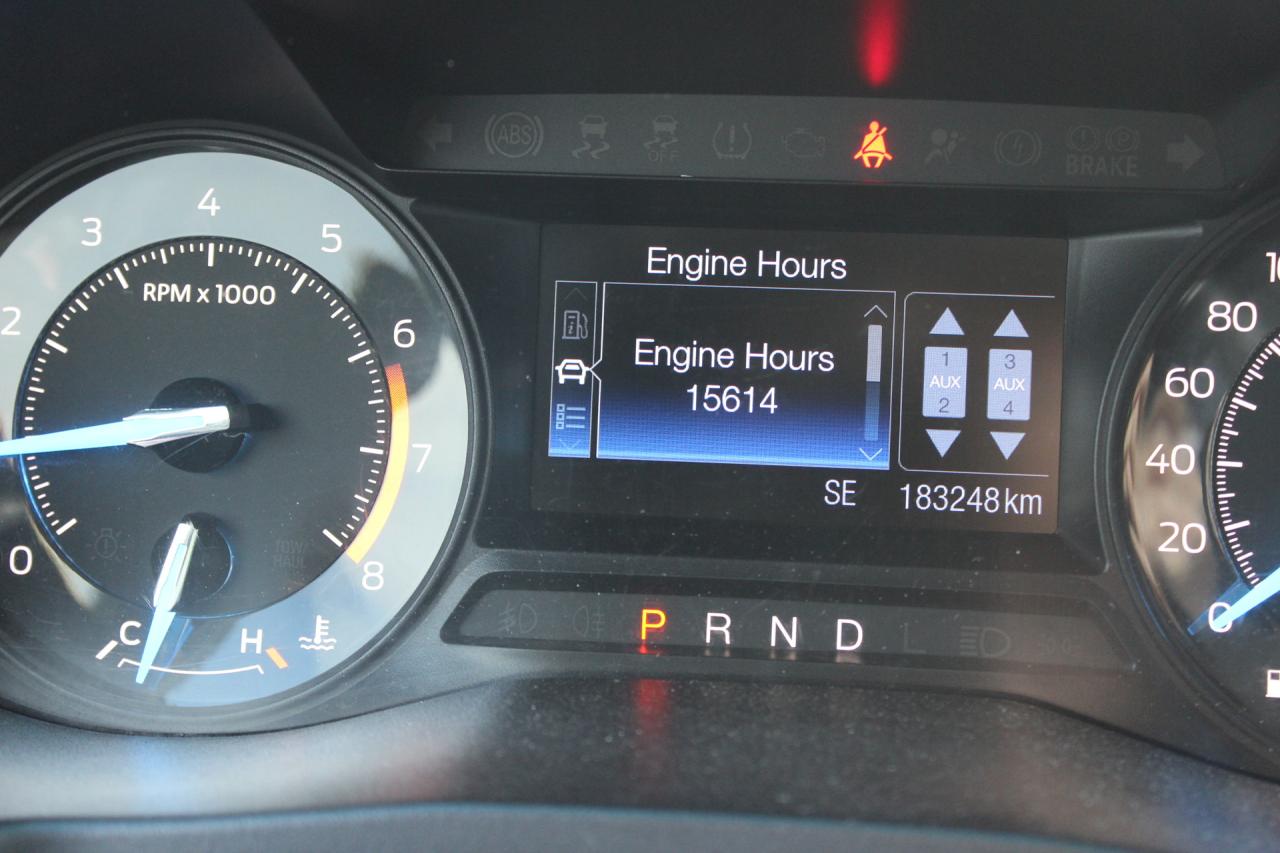 ABS
OFF
BRAKE
Engine Hours
Engine Hours
15614
1
AUX
2
3
AUX
4
SE
183248 km
0
2
3
4
5
6
7
8
RPM x 1000
TOW
HAUL
C
H
P R N D L
0
20
40
60
80